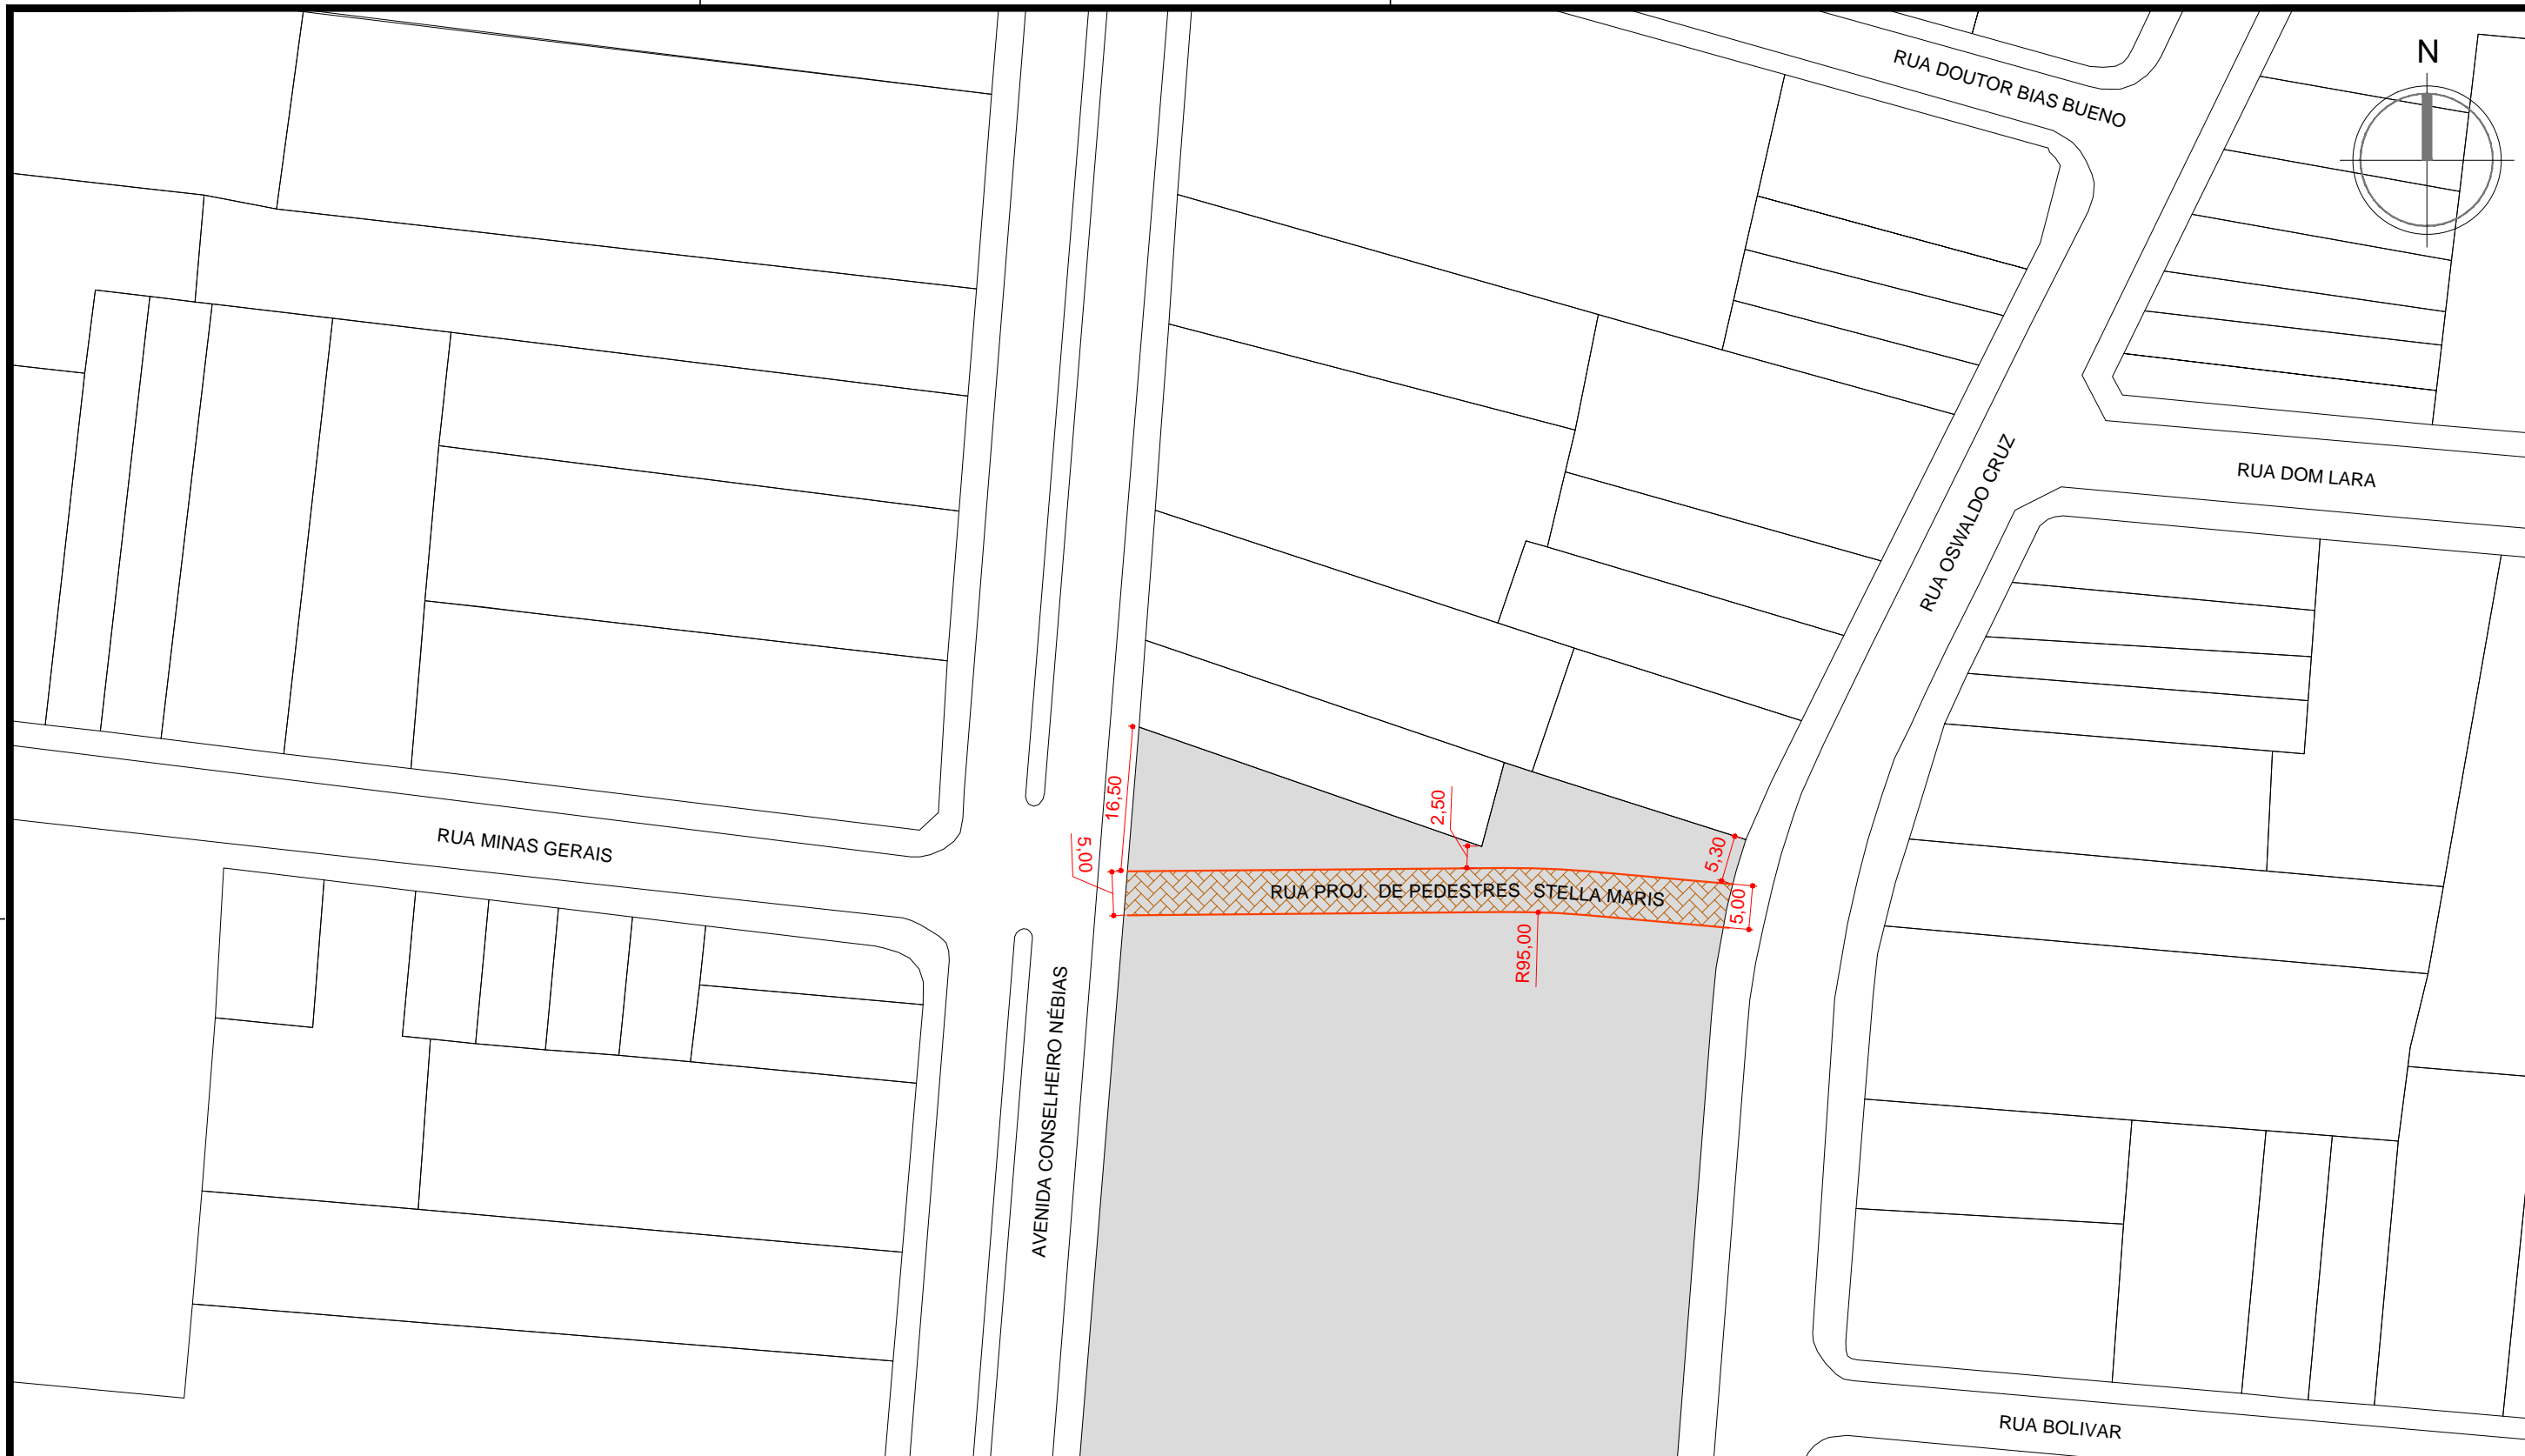 RUA DOUTOR BIAS BUENO
N
RUA DOM LARA
RUA OSWALDO CRUZ
16,50
2,50
5,00
5,30
RUA MINAS GERAIS
RUA PROJ. DE PEDESTRES STELLA MARIS
5,00
R95,00
AVENIDA CONSELHEIRO NÉBIAS
RUA BOLIVAR